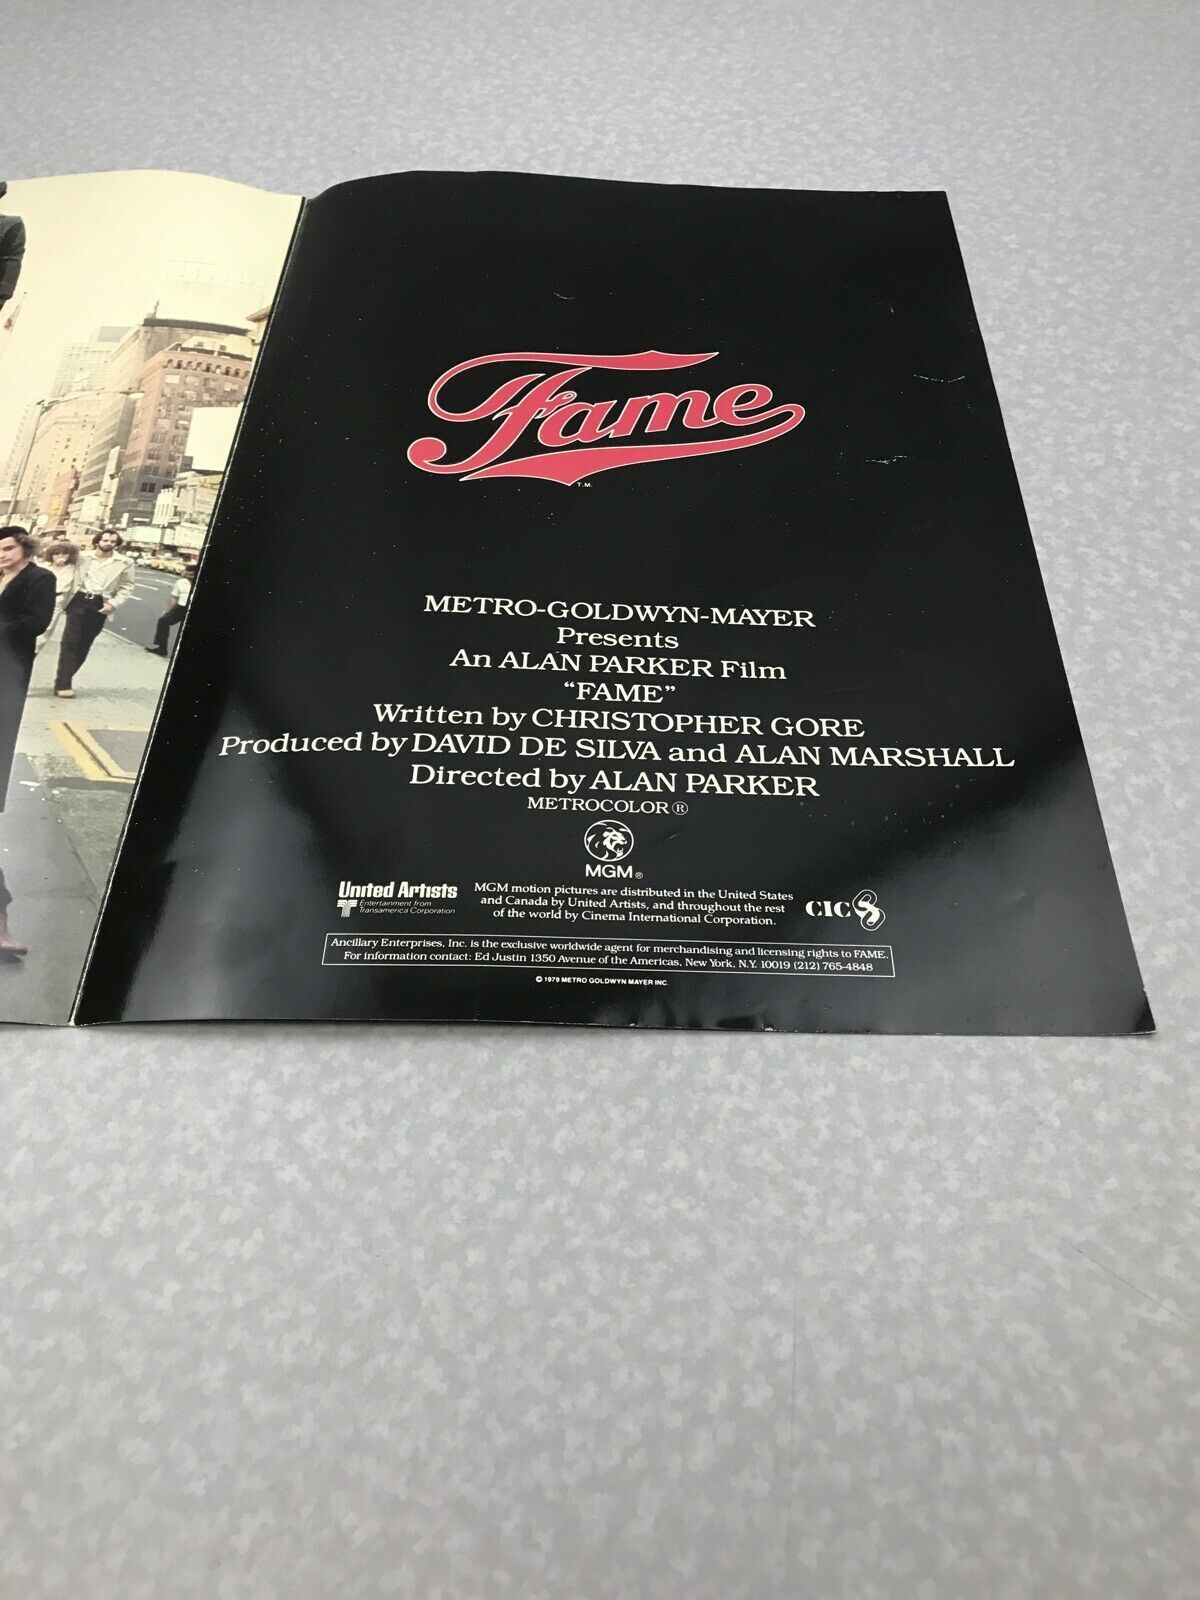 Fame
T.M.
METRO-GOLDWYN-MAYER
Presents
An ALAN PARKER Film
“FAME”
Written by CHRISTOPHER GORE
Produced by DAVID DE SILVA and ALAN MARSHALL
Directed by ALAN PARKER
METROCOLOR ®
MGM ®
United Artists
Entertainment from
Transamerica Corporation
MGM motion pictures are distributed in the United States
and Canada by United Artists, and throughout the rest
of the world by Cinema International Corporation.
CIC
Ancillary Enterprises, Inc. is the exclusive worldwide agent for merchandising and licensing rights to FAME.
For information contact: Ed Justin 1350 Avenue of the Americas, New York, N.Y. 10019 (212) 765-4848
© 1979 METRO GOLDWYN MAYER INC.